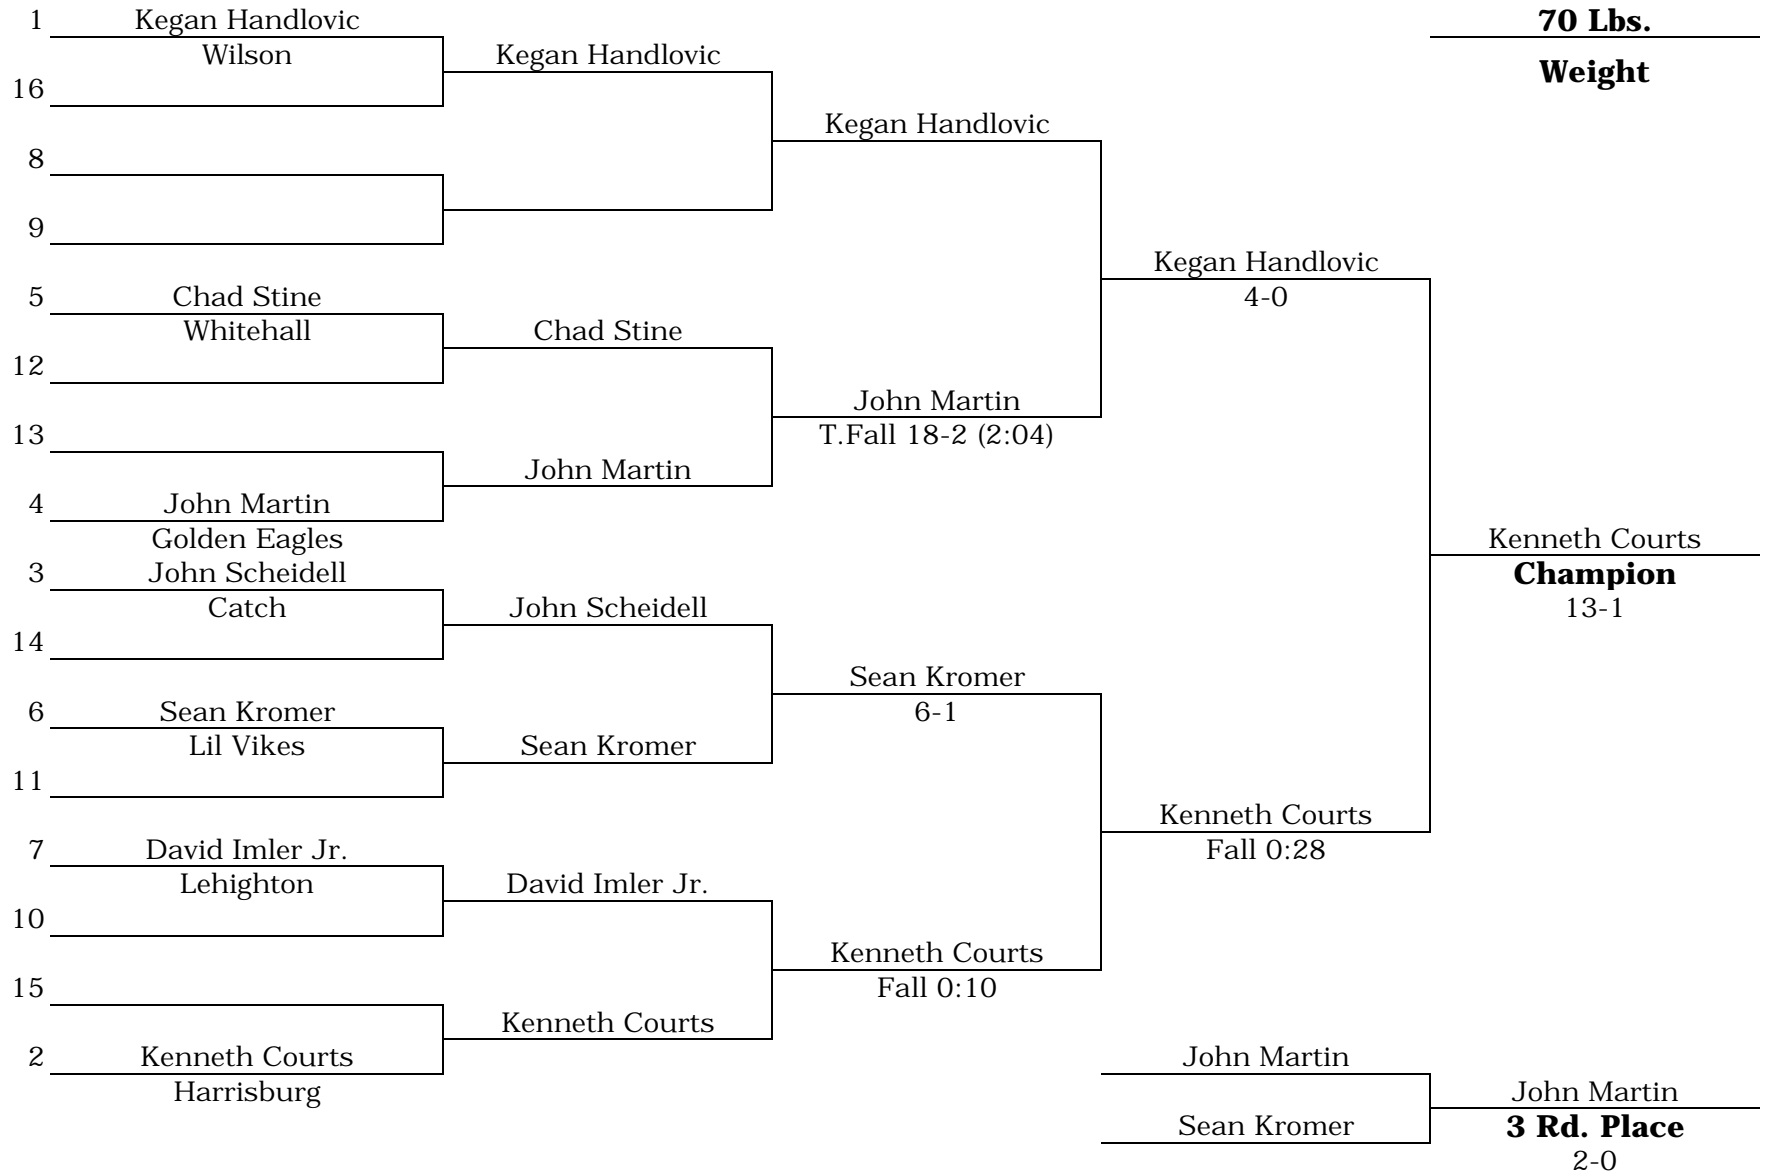 1 Kegan Handlovic
Wilson
16
8
9
5 Chad Stine
Whitehall
12
13
4 John Martin
Golden Eagles
3 John Scheidell
Catch
14
6 Sean Kromer
Lil Vikes
11
7 David Imler Jr.
Lehighton
10
15
2 Kenneth Courts
Harrisburg
Kegan Handlovic
Chad Stine
John Martin
John Scheidell
Sean Kromer
David Imler Jr.
Kenneth Courts
Kegan Handlovic
John Martin
T.Fall 18-2 (2:04)
Sean Kromer
6-1
Kenneth Courts
Fall 0:10
Kegan Handlovic
4-0
Kenneth Courts
Fall 0:28
John Martin
Sean Kromer
70 Lbs.
Weight
Kenneth Courts
Champion
13-1
John Martin
3 Rd. Place
2-0